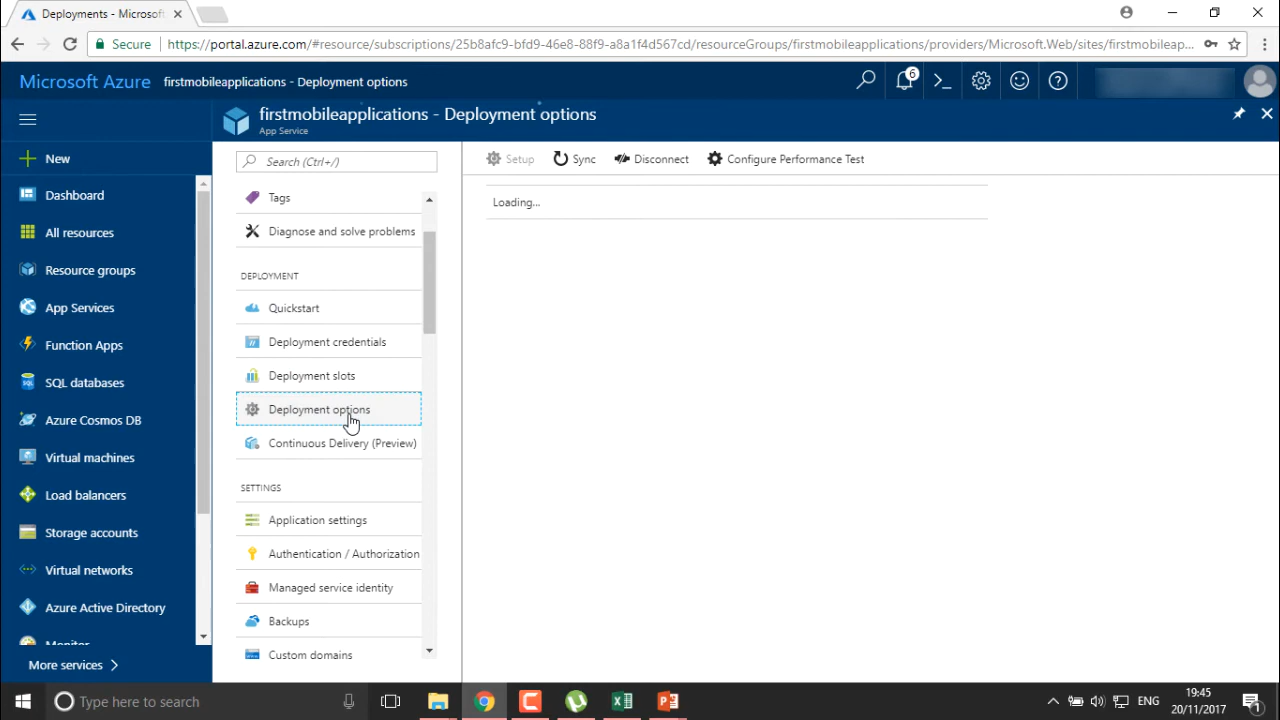 Deployments - Microsoft
Secure
https://portal.azure.com/#resource/subscriptions/25b8afc9-bfd9-46e8-88f9-a8a1f4d567cd/resourceGroups/firstmobileapplications/providers/Microsoft.Web/sites/firstmobileap...
Microsoft Azure
firstmobileapplications - Deployment options
6
firstmobileapplications - Deployment options
App Service
New
Dashboard
All resources
Resource groups
App Services
Function Apps
SQL databases
Azure Cosmos DB
Virtual machines
Load balancers
Storage accounts
Virtual networks
Azure Active Directory
Monitor
More services
Search (Ctrl+/)
Tags
Diagnose and solve problems
DEPLOYMENT
Quickstart
Deployment credentials
Deployment slots
Deployment options
Continuous Delivery (Preview)
SETTINGS
Application settings
Authentication / Authorization
Managed service identity
Backups
Custom domains
Setup
Sync
Disconnect
Configure Performance Test
Loading...
Type here to search
ENG
19:45
20/11/2017
1